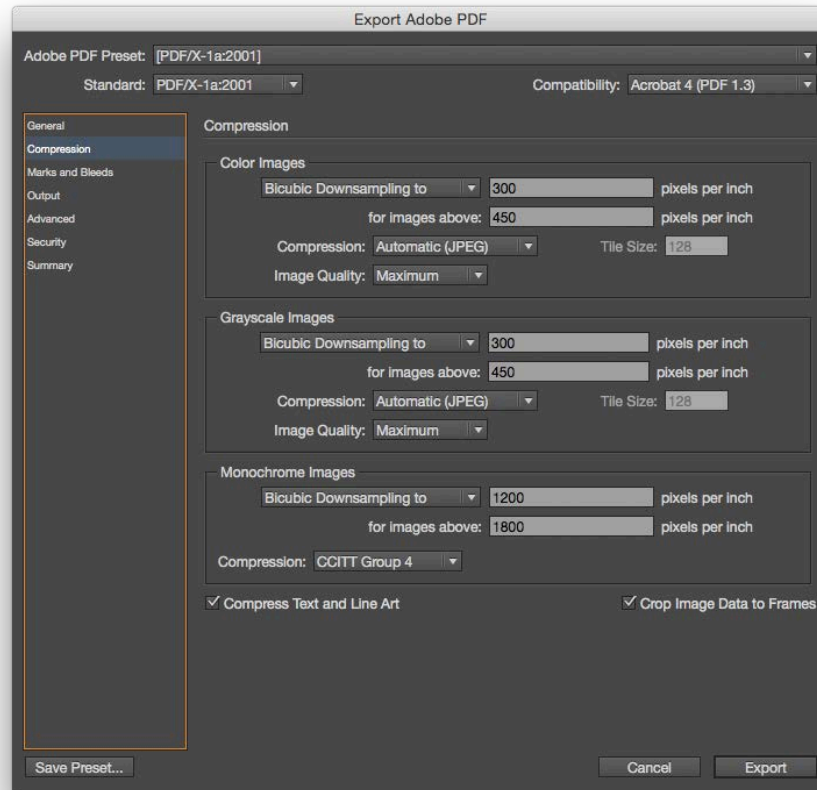 Export Adobe PDF
Adobe PDF Preset: [PDF/X-1a:2001]
Standard: PDF/X-1a:2001 Compatibility: Acrobat 4 (PDF 1.3)
General
Compression
Marks and Bleeds
Output
Advanced
Security
Summary
Compression
Color Images
Bicubic Downsampling to 300 pixels per inch
for images above: 450 pixels per inch
Compression: Automatic (JPEG) Tile Size: 128
Image Quality: Maximum
Grayscale Images
Bicubic Downsampling to 300 pixels per inch
for images above: 450 pixels per inch
Compression: Automatic (JPEG) Tile Size: 128
Image Quality: Maximum
Monochrome Images
Bicubic Downsampling to 1200 pixels per inch
for images above: 1800 pixels per inch
Compression: CCITT Group 4
Compress Text and Line Art Crop Image Data to Frames
Save Preset... Cancel Export